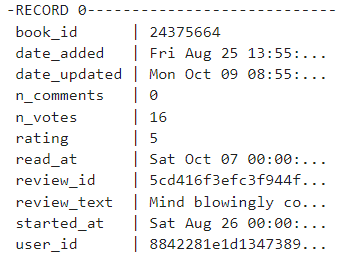 -RECORD 0---------------------------
book_id | 24375664
date_added | Fri Aug 25 13:55:...
date_updated | Mon Oct 09 08:55:...
n_comments | 0
n_votes | 16
rating | 5
read_at | Sat Oct 07 00:00:...
review_id | 5cd416f3efc3f944f...
review_text | Mind blowingly co...
started_at | Sat Aug 26 00:00:...
user_id | 8842281e1d1347389...